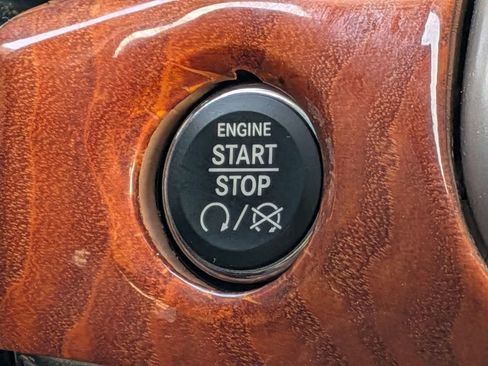 ENGINE
START
STOP
/